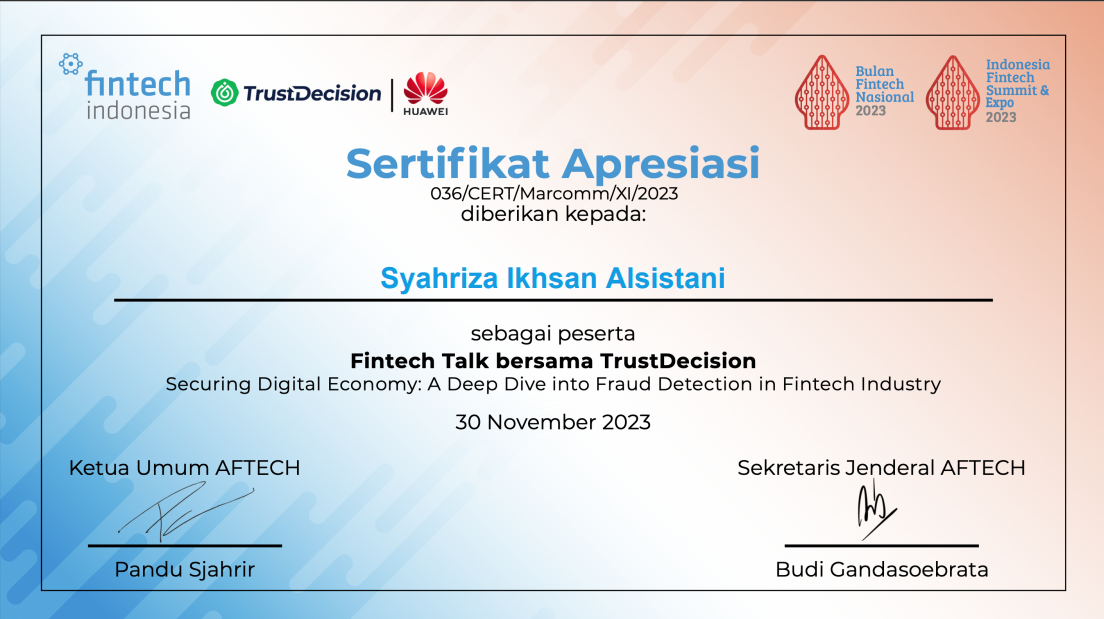 fintech
indonesia
TrustDecision
HUAWEI
Bulan
Fintech
Nasional
2023
Indonesia
Fintech
Summit &
Expo
2023
Sertifikat Apresiasi
036/CERT/Marcomm/XI/2023
diberikan kepada:
Syahriza Ikhsan Alsistani
sebagai peserta
Fintech Talk bersama TrustDecision
Securing Digital Economy: A Deep Dive into Fraud Detection in Fintech Industry
30 November 2023
Ketua Umum AFTECH
Pandu Sjahrir
Sekretaris Jenderal AFTECH
Budi Gandasoebrata